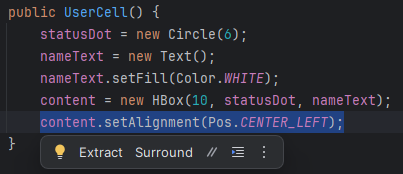 public UserCell() {
    statusDot = new Circle(6);
    nameText = new Text();
    nameText.setFill(Color.WHITE);
    content = new HBox(10, statusDot, nameText);
    content.setAlignment(Pos.CENTER_LEFT);
}
Extract Surround //